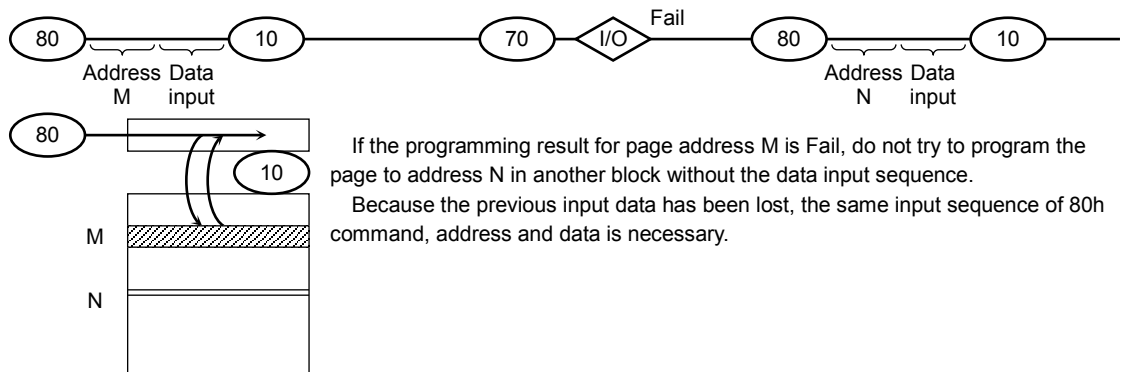 Fail
80 10 70 I/O 80 10
Address Data Address Data
M input N input
80
If the programming result for page address M is Fail, do not try to program the
10
page to address N in another block without the data input sequence.
Because the previous input data has been lost, the same input sequence of 80h
M
command, address and data is necessary.
N